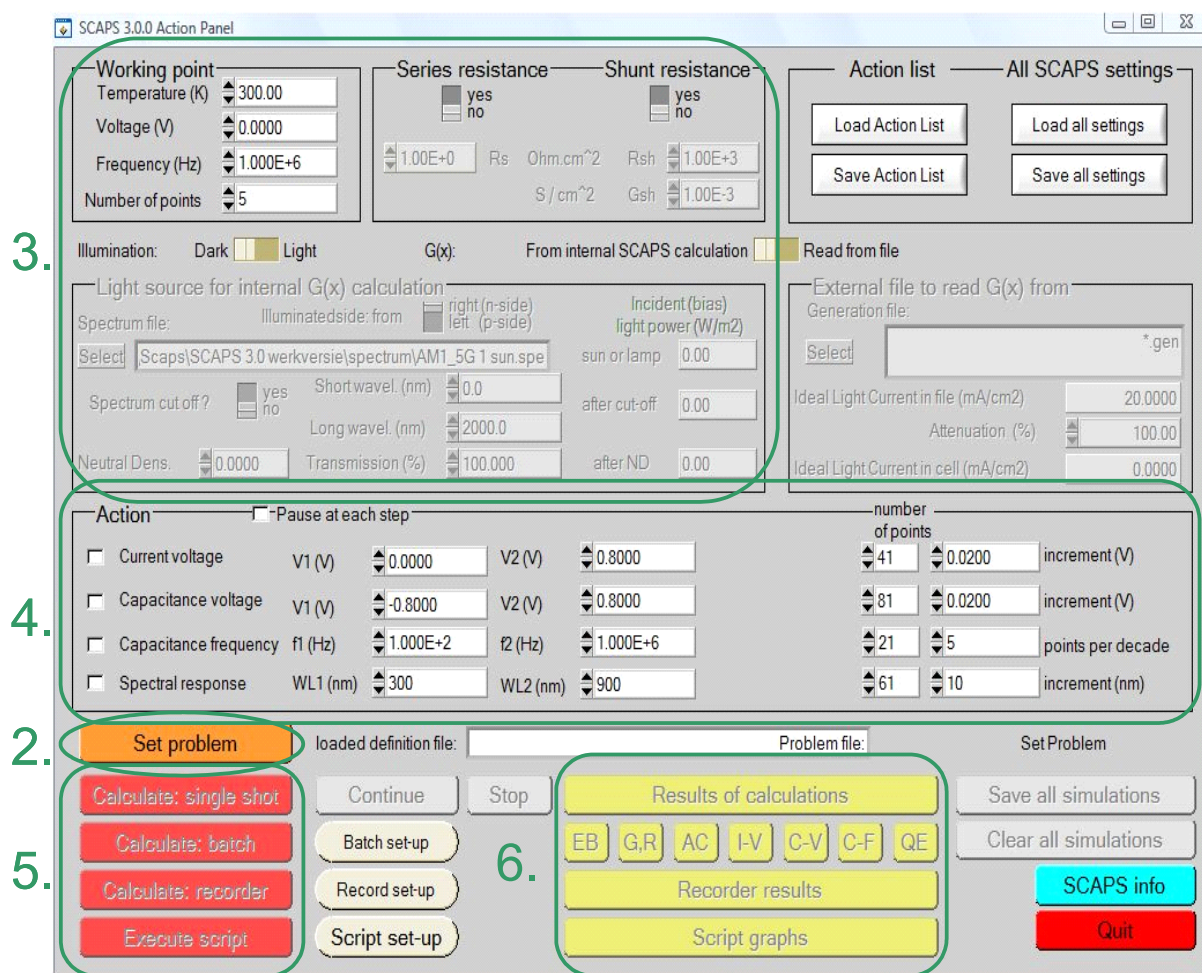 SCAPS 3.0.0 Action Panel
Working point
Temperature (K) 300.00
Voltage (V) 0.0000
Frequency (Hz) 1.000E+6
Number of points 5
Series resistance Shunt resistance
yes yes
no no
1.00E+0 Rs Ohm.cm^2 Rsh 1.00E+3
S / cm^2 Gsh 1.00E-3
Action list All SCAPS settings
Load Action List Load all settings
Save Action List Save all settings
3.
Illumination: Dark Light G(x): From internal SCAPS calculation Read from file
Light source for internal G(x) calculation
Spectrum file: Illuminatedside: from right (n-side)
left (p-side)
Incident (bias)
light power (W/m2)
Select Scaps\SCAPS 3.0 werkversie\spectrum\AM1_5G 1 sun.spe sun or lamp 0.00
Spectrum cut off? yes
no
Short wavel. (nm) 0.0
after cut-off 0.00
Long wavel. (nm) 2000.0
Neutral Dens. 0.0000 Transmission (%) 100.000 after ND 0.00
External file to read G(x) from
Generation file:
Select *.gen
Ideal Light Current in file (mA/cm2) 20.0000
Attenuation (%) 100.00
Ideal Light Current in cell (mA/cm2) 0.0000
4.
Action Pause at each step number
of points
Current voltage V1 (V) 0.0000 V2 (V) 0.8000 41 0.0200 increment (V)
Capacitance voltage V1 (V) -0.8000 V2 (V) 0.8000 81 0.0200 increment (V)
Capacitance frequency f1 (Hz) 1.000E+2 f2 (Hz) 1.000E+6 21 5 points per decade
Spectral response WL1 (nm) 300 WL2 (nm) 900 61 10 increment (nm)
2.
Set problem loaded definition file: Problem file: Set Problem
5.
Calculate: single shot Continue Stop Results of calculations Save all simulations
Calculate: batch Batch set-up 6. EB G,R AC I-V C-V C-F QE Clear all simulations
Calculate: recorder Record set-up Recorder results SCAPS info
Execute script Script set-up Script graphs Quit